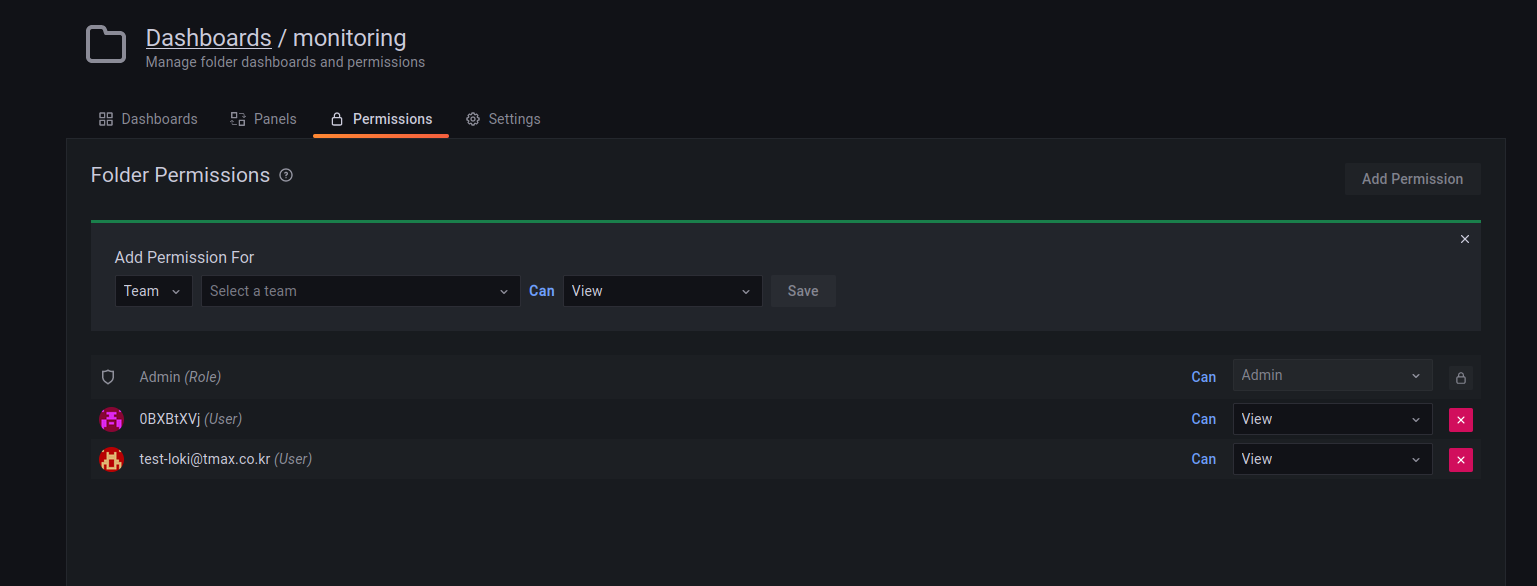 Dashboards / monitoring
Manage folder dashboards and permissions
Dashboards Panels Permissions Settings
Folder Permissions
Add Permission
Add Permission For
Team Select a team Can View Save
Admin (Role) Can Admin
0BXBtXVj (User) Can View
test-loki@tmax.co.kr (User) Can View